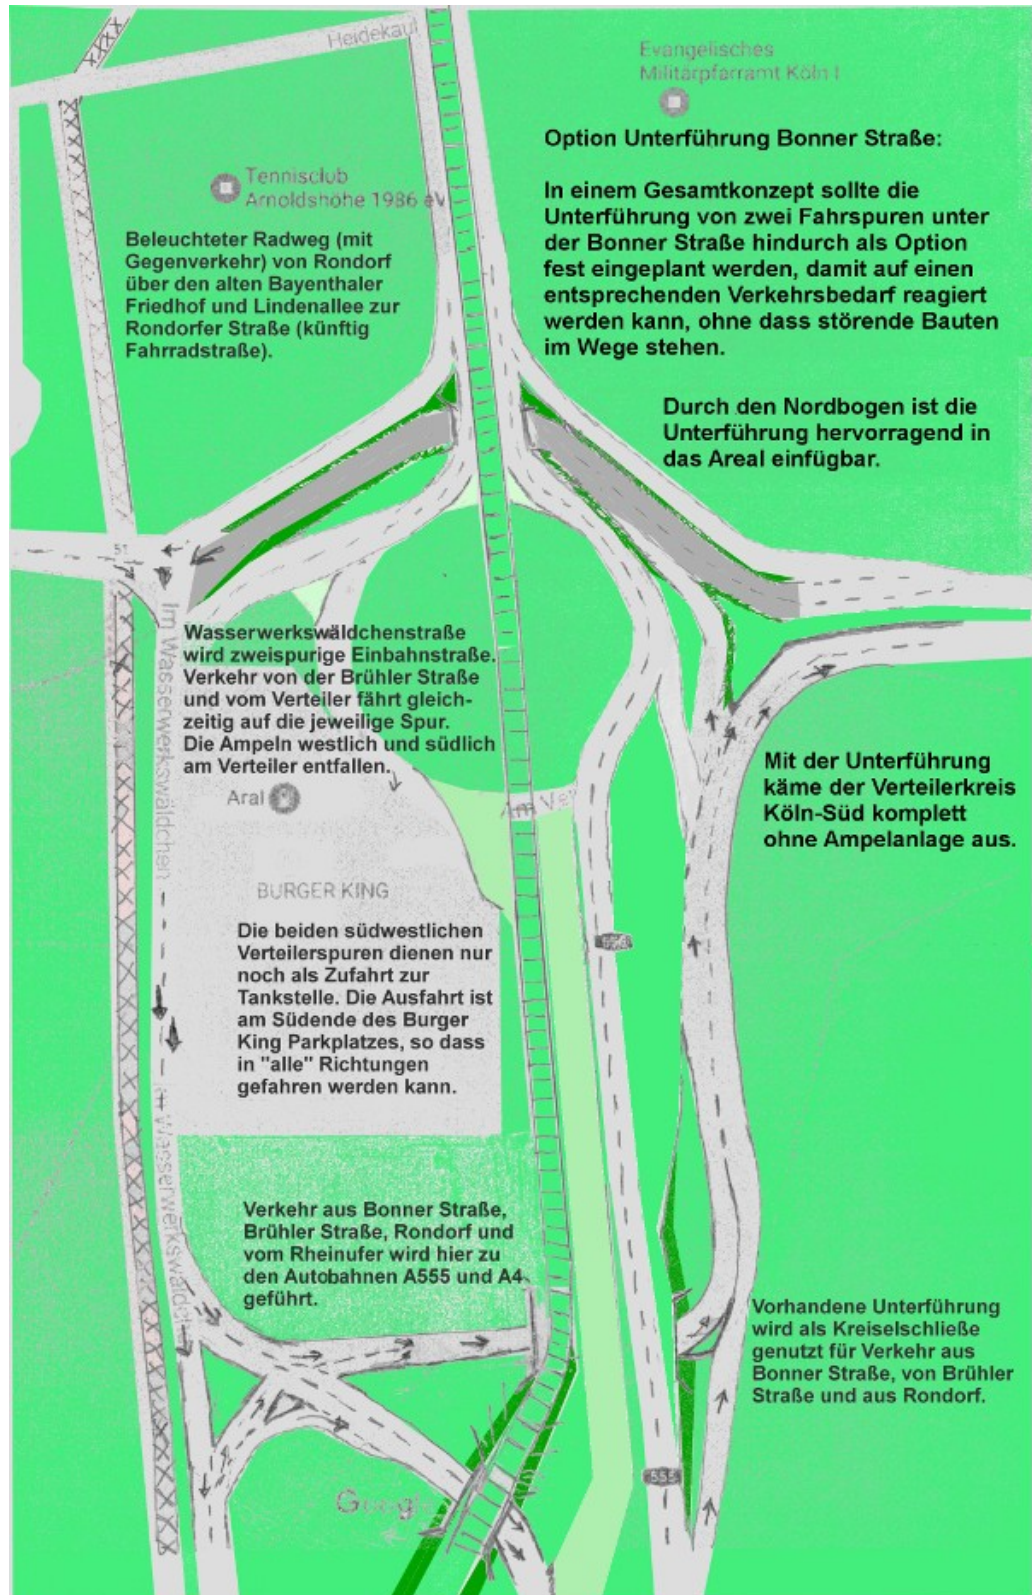 Heidekaul
Evangelisches
Militärpfarramt Köln I
Option Unterführung Bonner Straße:
In einem Gesamtkonzept sollte die
Unterführung von zwei Fahrspuren unter
der Bonner Straße hindurch als Option
fest eingeplant werden, damit auf einen
entsprechenden Verkehrsbedarf reagiert
werden kann, ohne dass störende Bauten
im Wege stehen.
Tennisclub
Arnoldshöhe 1986 eV
Beleuchteter Radweg (mit
Gegenverkehr) von Rondorf
über den alten Bayenthaler
Friedhof und Lindenallee zur
Rondorfer Straße (künftig
Fahrradstraße).
Durch den Nordbogen ist die
Unterführung hervorragend in
das Areal einfügbar.
51
Im Wasserwerkswäldchen
Wasserwerkswäldchenstraße
wird zweispurige Einbahnstraße.
Verkehr von der Brühler Straße
und vom Verteiler fährt gleich-
zeitig auf die jeweilige Spur.
Die Ampeln westlich und südlich
am Verteiler entfallen.
Aral
Am Ve
Mit der Unterführung
käme der Verteilerkreis
Köln-Süd komplett
ohne Ampelanlage aus.
BURGER KING
Die beiden südwestlichen
Verteilerspuren dienen nur
noch als Zufahrt zur
Tankstelle. Die Ausfahrt ist
am Südende des Burger
King Parkplatzes, so dass
in "alle" Richtungen
gefahren werden kann.
Im Wasserwerkswäldche
Verkehr aus Bonner Straße,
Brühler Straße, Rondorf und
vom Rheinufer wird hier zu
den Autobahnen A555 und A4
geführt.
Vorhandene Unterführung
wird als Kreiselschließe
genutzt für Verkehr aus
Bonner Straße, von Brühler
Straße und aus Rondorf.
555
Google